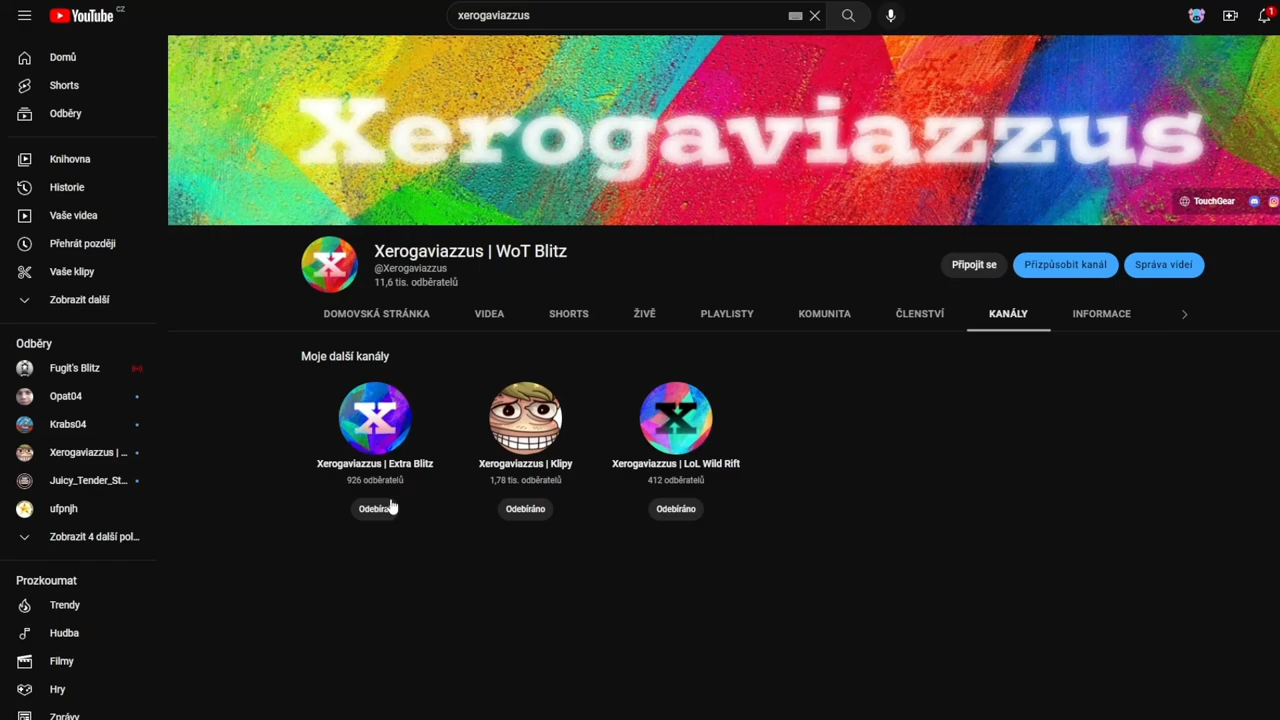 YouTube CZ
xerogaviazzus
1
Domů
Shorts
Odběry
Knihovna
Historie
Vaše videa
Přehrát později
Vaše klipy
Zobrazit další
Odběry
Fugit's Blitz
Opat04
Krabs04
Xerogaviazzus | ...
Juicy_Tender_St...
ufpnjh
Zobrazit 4 další pol...
Prozkoumat
Trendy
Hudba
Filmy
Hry
Zprávy
Xerogaviazzus
TouchGear
X
Xerogaviazzus | WoT Blitz
@Xerogaviazzus
11,6 tis. odběratelů
Připojit se
Přizpůsobit kanál
Správa videí
DOMOVSKÁ STRÁNKA
VIDEA
SHORTS
ŽIVĚ
PLAYLISTY
KOMUNITA
ČLENSTVÍ
KANÁLY
INFORMACE
Moje další kanály
X
X
Xerogaviazzus | Extra Blitz
Xerogaviazzus | Klipy
Xerogaviazzus | LoL Wild Rift
926 odběratelů
1,78 tis. odběratelů
412 odběratelů
Odebírá
Odebíráno
Odebíráno